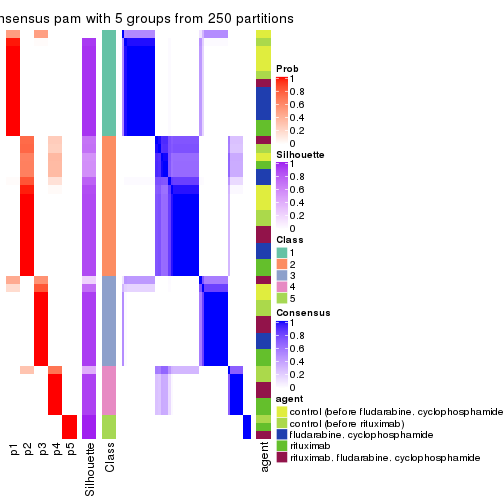 nsensus pam with 5 groups from 250 partitions
Prob
1
0.8
0.6
0.4
0.2
0
Silhouette
1
0.8
0.6
0.4
0.2
0
Class
1
2
3
4
5
Consensus
1
0.8
0.6
0.4
0.2
0
agent
control (before fludarabine. cyclophosphamide
control (before rituximab)
fludarabine. cyclophosphamide
rituximab
rituximab. fludarabine. cyclophosphamide
p1
p2
p3
p4
p5
Silhouette
Class
agent